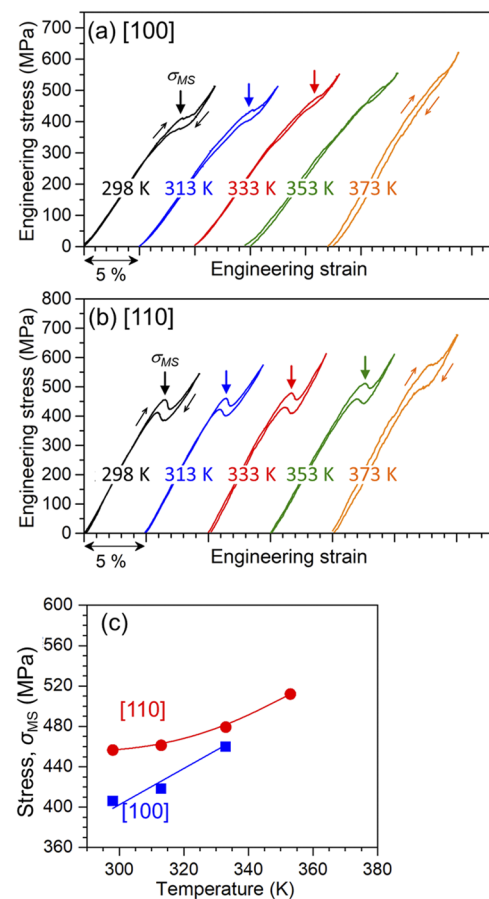 (a) [100]
Engineering stress (MPa)
700
600
500
400
300
200
100
0
σMS
298 K 313 K 333 K 353 K 373 K
5 %
Engineering strain
(b) [110]
Engineering stress (MPa)
800
700
600
500
400
300
200
100
0
σMS
298 K 313 K 333 K 353 K 373 K
5 %
Engineering strain
(c)
Stress, σMS (MPa)
600
560
520
480
440
400
360
[110]
[100]
300 320 340 360 380
Temperature (K)